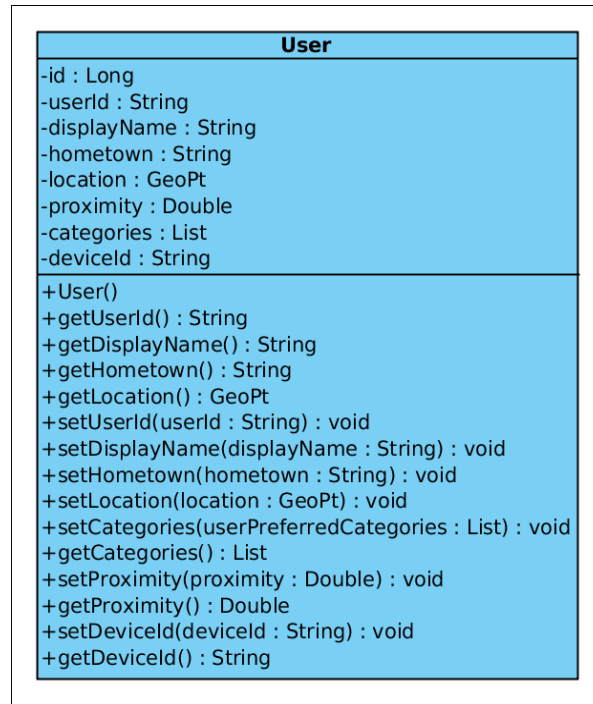 User
-id : Long
-userId : String
-displayName : String
-hometown : String
-location : GeoPt
-proximity : Double
-categories : List
-deviceId : String
+User()
+getUserId() : String
+getDisplayName() : String
+getHometown() : String
+getLocation() : GeoPt
+setUserId(userId : String) : void
+setDisplayName(displayName : String) : void
+setHometown(hometown : String) : void
+setLocation(location : GeoPt) : void
+setCategories(userPreferredCategories : List) : void
+getCategories() : List
+setProximity(proximity : Double) : void
+getProximity() : Double
+setDeviceId(deviceId : String) : void
+getDeviceId() : String